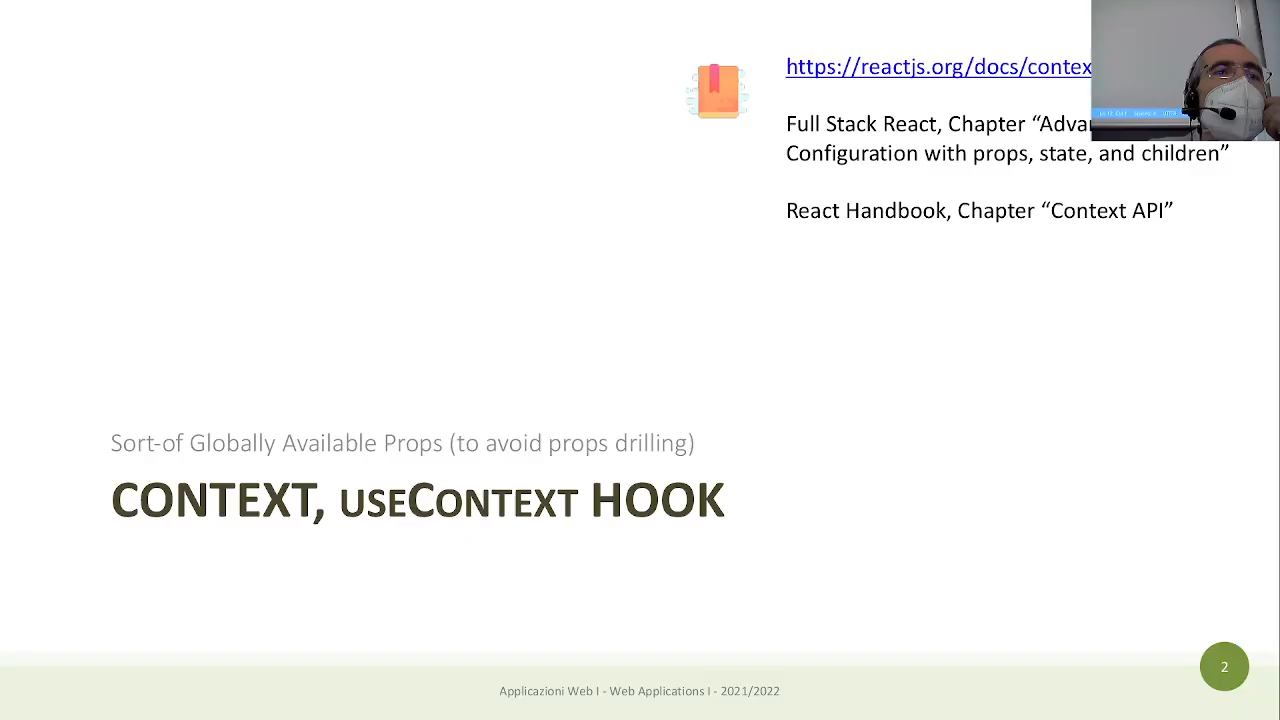 https://reactjs.org/docs/contex
Full Stack React, Chapter “Advan
Configuration with props, state, and children”
React Handbook, Chapter “Context API”
Sort-of Globally Available Props (to avoid props drilling)
CONTEXT, USECONTEXT HOOK
2
Applicazioni Web I - Web Applications I - 2021/2022